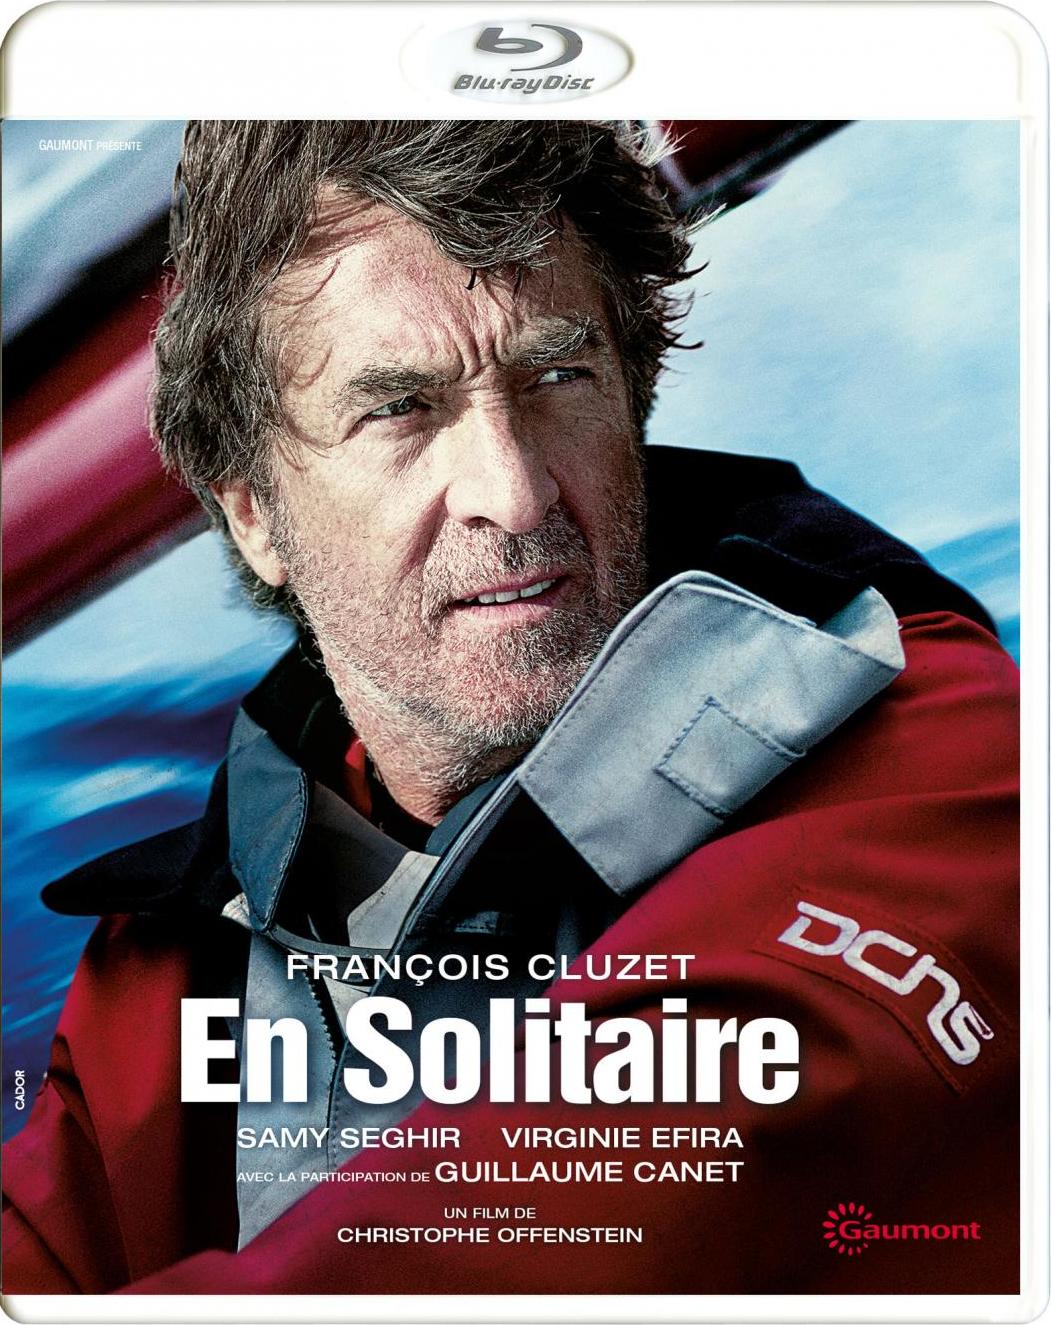 Blu-ray Disc
GAUMONT PRÉSENTE
DCNS
FRANÇOIS CLUZET
En Solitaire
CADOR
SAMY SEGHIR VIRGINIE EFIRA
AVEC LA PARTICIPATION DE GUILLAUME CANET
UN FILM DE
CHRISTOPHE OFFENSTEIN
Gaumont